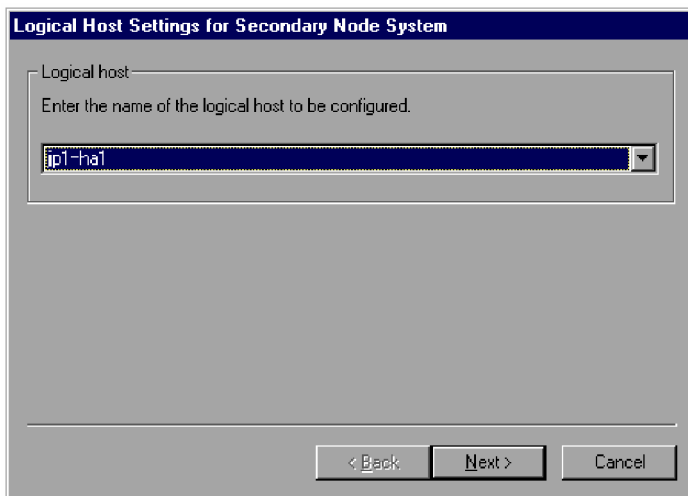 Logical Host Settings for Secondary Node System
Logical host
Enter the name of the logical host to be configured.
jp1-ha1
< Back
Next >
Cancel